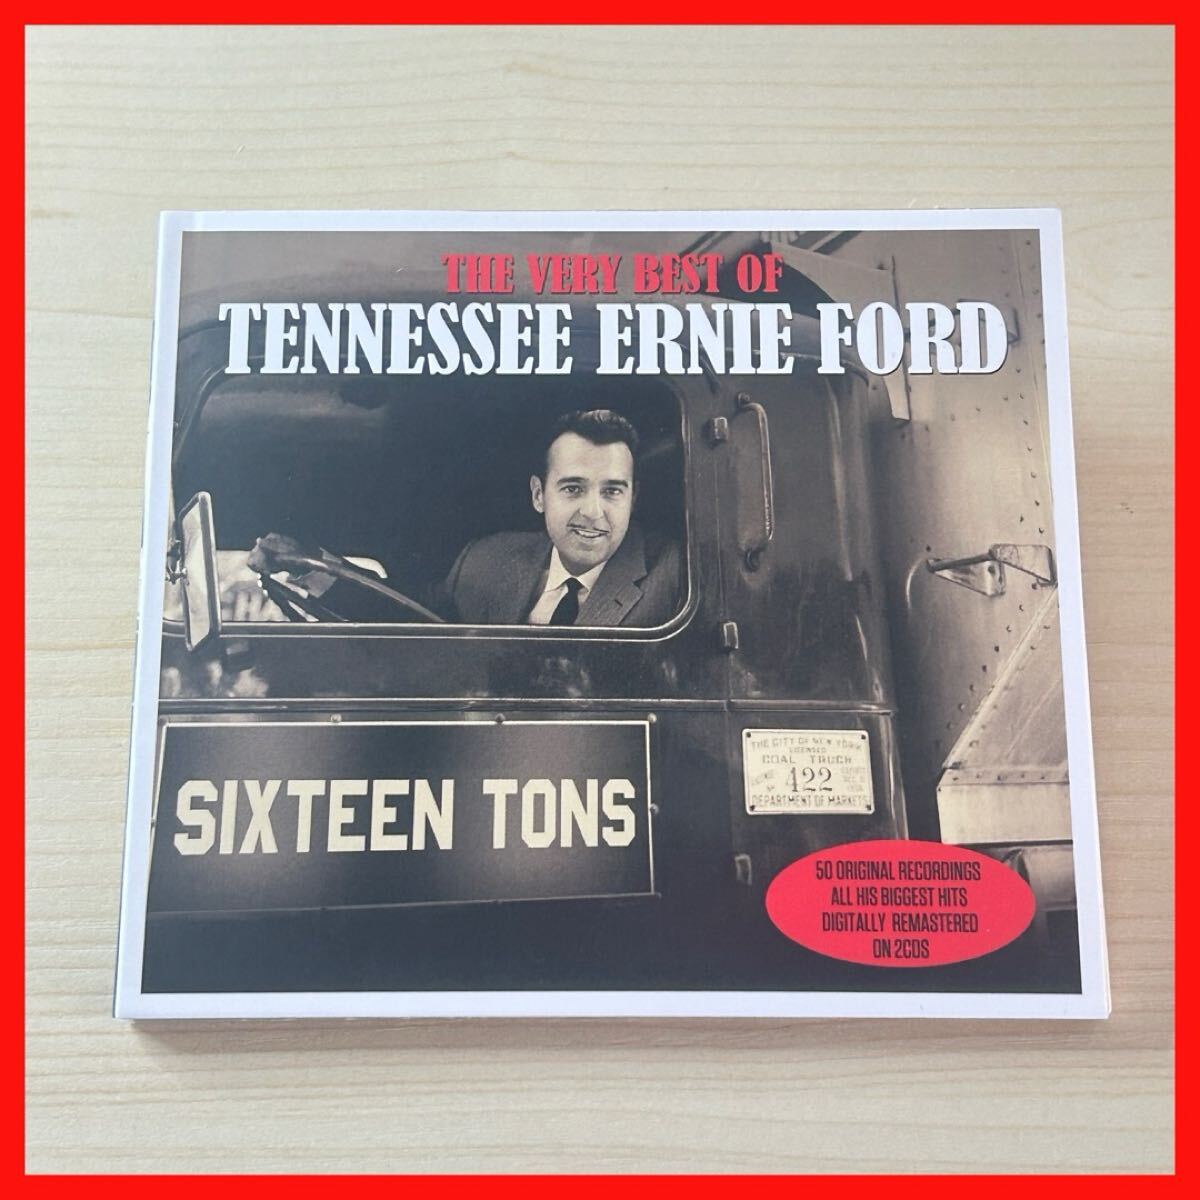 THE VERY BEST OF
TENNESSEE ERNIE FORD
SIXTEEN TONS
THE CITY OF NEW YORK
LICENSED
COAL TRUCK
422
DEPARTMENT OF MARKETS
50 ORIGINAL RECORDINGS
ALL HIS BIGGEST HITS
DIGITALLY REMASTERED
ON 2CDS